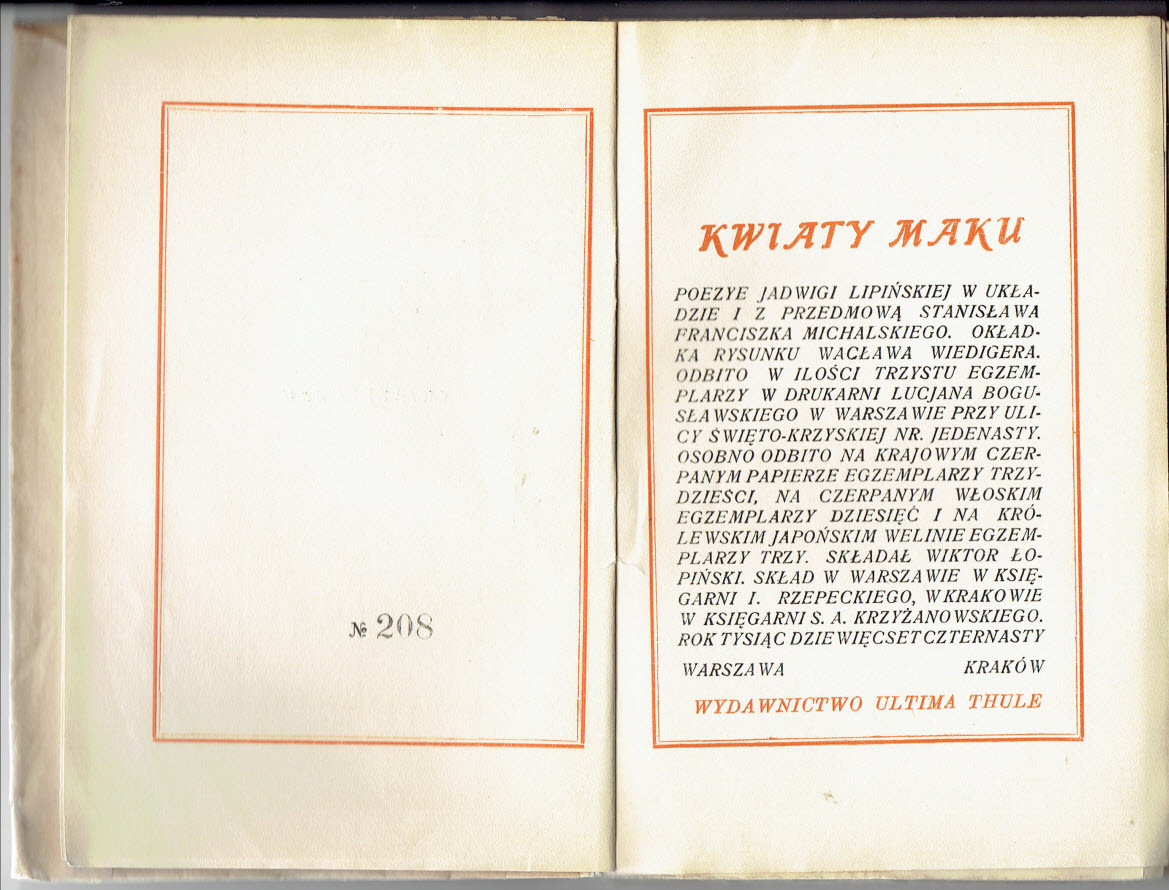 № 208
KWIATY MAKU
POEZYE JADWIGI LIPIŃSKIEJ W UKŁA-
DZIE I Z PRZEDMOWĄ STANISŁAWA
FRANCISZKA MICHALSKIEGO. OKŁAD-
KA RYSUNKU WACŁAWA WIEDIGERA.
ODBITO W ILOŚCI TRZYSTU EGZEM-
PLARZY W DRUKARNI LUCJANA BOGU-
SŁAWSKIEGO W WARSZAWIE PRZY ULI-
CY ŚWIĘTO-KRZYSKIEJ NR. JEDENASTY.
OSOBNO ODBITO NA KRAJOWYM CZER-
PANYM PAPIERZE EGZEMPLARZY TRZY-
DZIEŚCI, NA CZERPANYM WŁOSKIM
EGZEMPLARZY DZIESIĘĆ I NA KRÓ-
LEWSKIM JAPOŃSKIM WELINIE EGZEM-
PLARZY TRZY. SKŁADAŁ WIKTOR ŁO-
PIŃSKI. SKŁAD W WARSZAWIE W KSIĘ-
GARNI I. RZEPECKIEGO, W KRAKOWIE
W KSIĘGARNI S. A. KRZYŻANOWSKIEGO.
ROK TYSIĄC DZIEWIĘCSET CZTERNASTY
WARSZAWA KRAKÓW
WYDAWNICTWO ULTIMA THULE